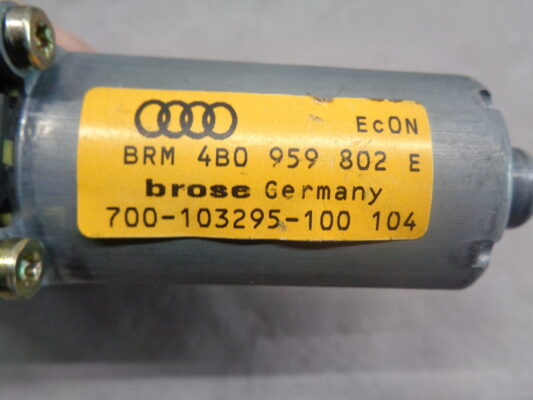 EcON
BRM 4B0 959 802 E
brose Germany
700-103295-100 104